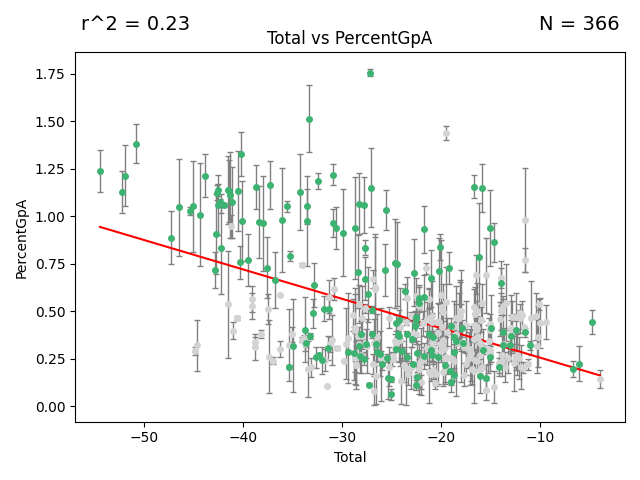 r^2 = 0.23 N = 366
Total vs PercentGpA
1.75
1.50
1.25
1.00
0.75
0.50
0.25
0.00
PercentGpA
−50 −40 −30 −20 −10
Total